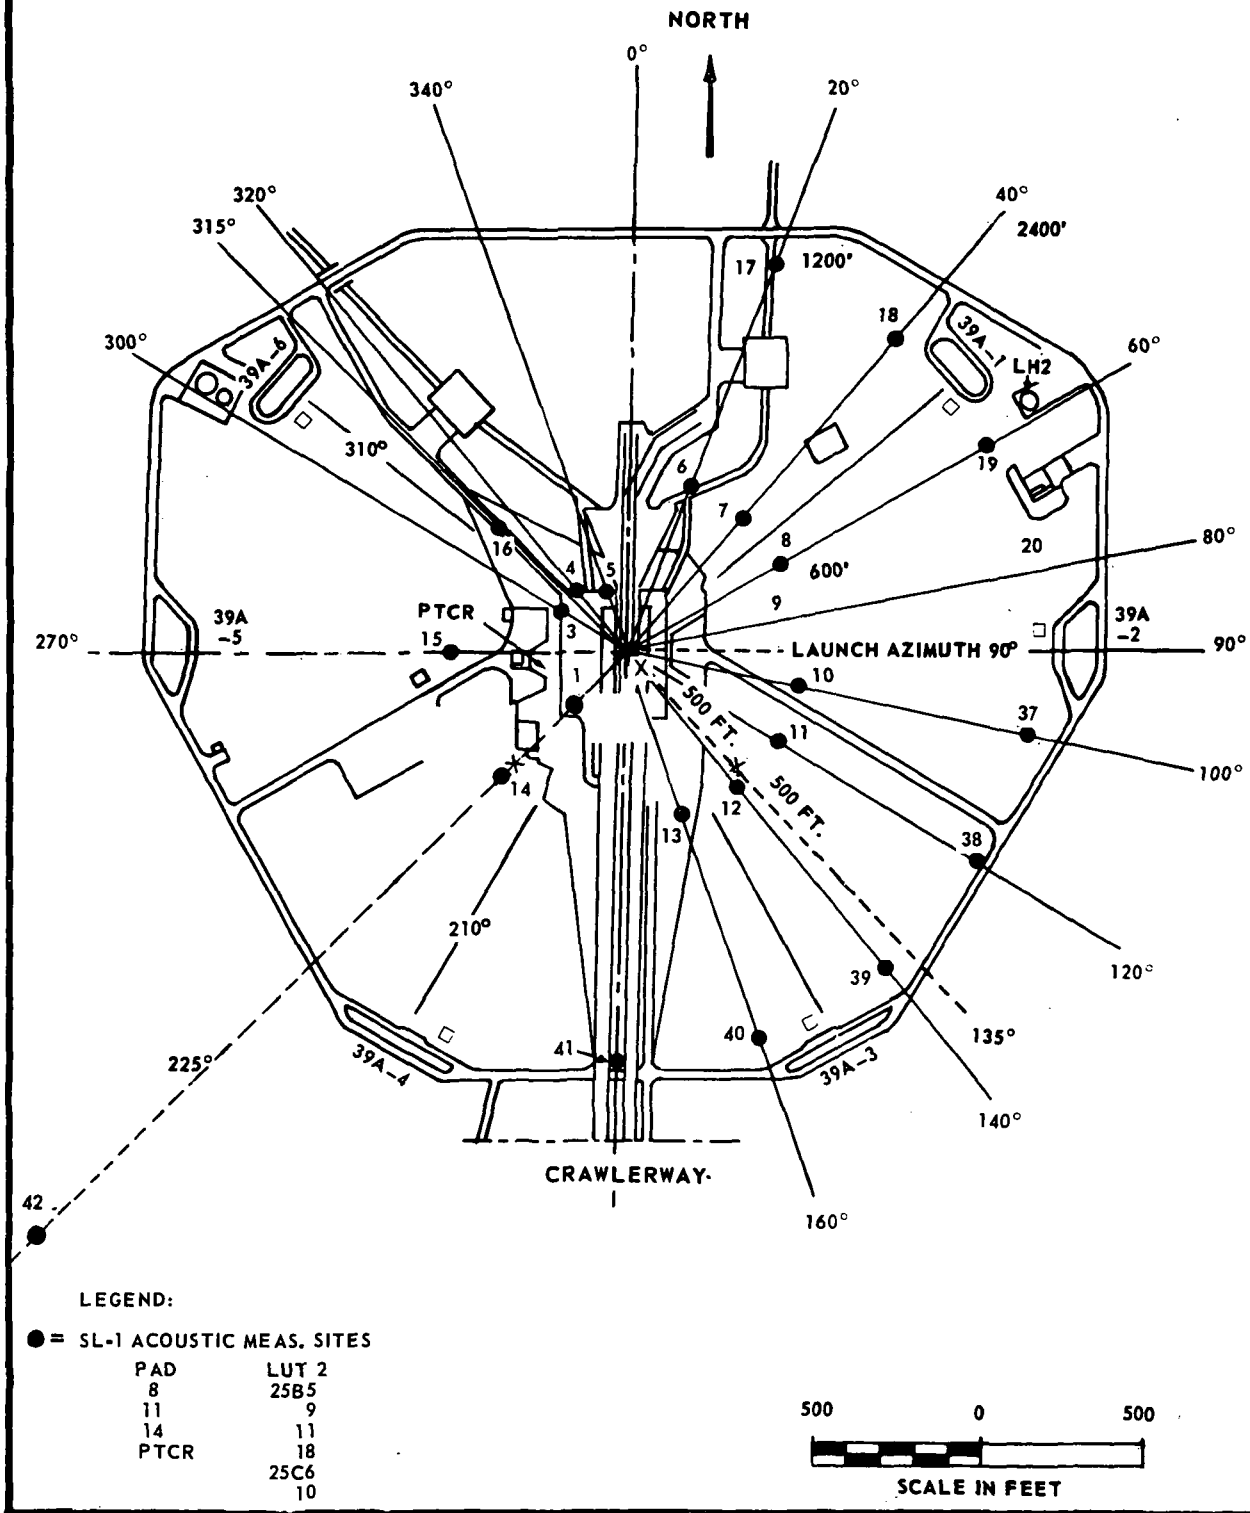 NORTH
0°
340°
20°
320°
40°
315°
2400'
17
1200'
18
39A-1
300°
39A-6
LH2
60°
310°
19
6
7
16
8
20
80°
4
5
600'
PTCR
3
9
39A
-5
39A
-2
270°
15
LAUNCH AZIMUTH 90°
90°
1
10
500 FT.
37
11
100°
14
12
500 FT.
13
38
210°
120°
39
135°
225°
41
40
39A-4
39A-3
140°
CRAWLERWAY
160°
42
LEGEND:
= SL-1 ACOUSTIC MEAS. SITES
PAD LUT 2
8 25B5
11 9
14 11
PTCR 18
25C6
10
500 0 500
SCALE IN FEET